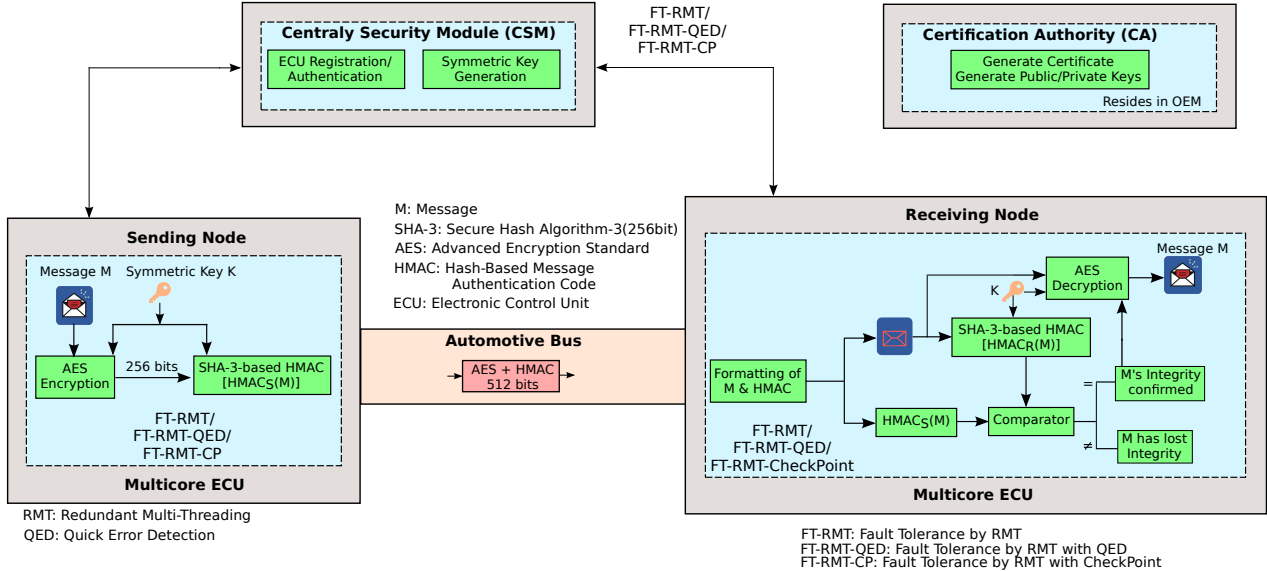 Centraly Security Module (CSM)
ECU Registration/
Authentication
Symmetric Key
Generation
FT-RMT/
FT-RMT-QED/
FT-RMT-CP
Certification Authority (CA)
Generate Certificate
Generate Public/Private Keys
Resides in OEM
Sending Node
Message M
Symmetric Key K
AES
Encryption
256 bits
SHA-3-based HMAC
[HMACS(M)]
FT-RMT/
FT-RMT-QED/
FT-RMT-CP
Multicore ECU
RMT: Redundant Multi-Threading
QED: Quick Error Detection
M: Message
SHA-3: Secure Hash Algorithm-3(256bit)
AES: Advanced Encryption Standard
HMAC: Hash-Based Message
Authentication Code
ECU: Electronic Control Unit
Automotive Bus
AES + HMAC
512 bits
Receiving Node
Message M
AES
Decryption
K
SHA-3-based HMAC
[HMACR(M)]
Formatting of
M & HMAC
M's Integrity
confirmed
=
HMACS(M)
Comparator
≠
M has lost
Integrity
FT-RMT/
FT-RMT-QED/
FT-RMT-CheckPoint
Multicore ECU
FT-RMT: Fault Tolerance by RMT
FT-RMT-QED: Fault Tolerance by RMT with QED
FT-RMT-CP: Fault Tolerance by RMT with CheckPoint